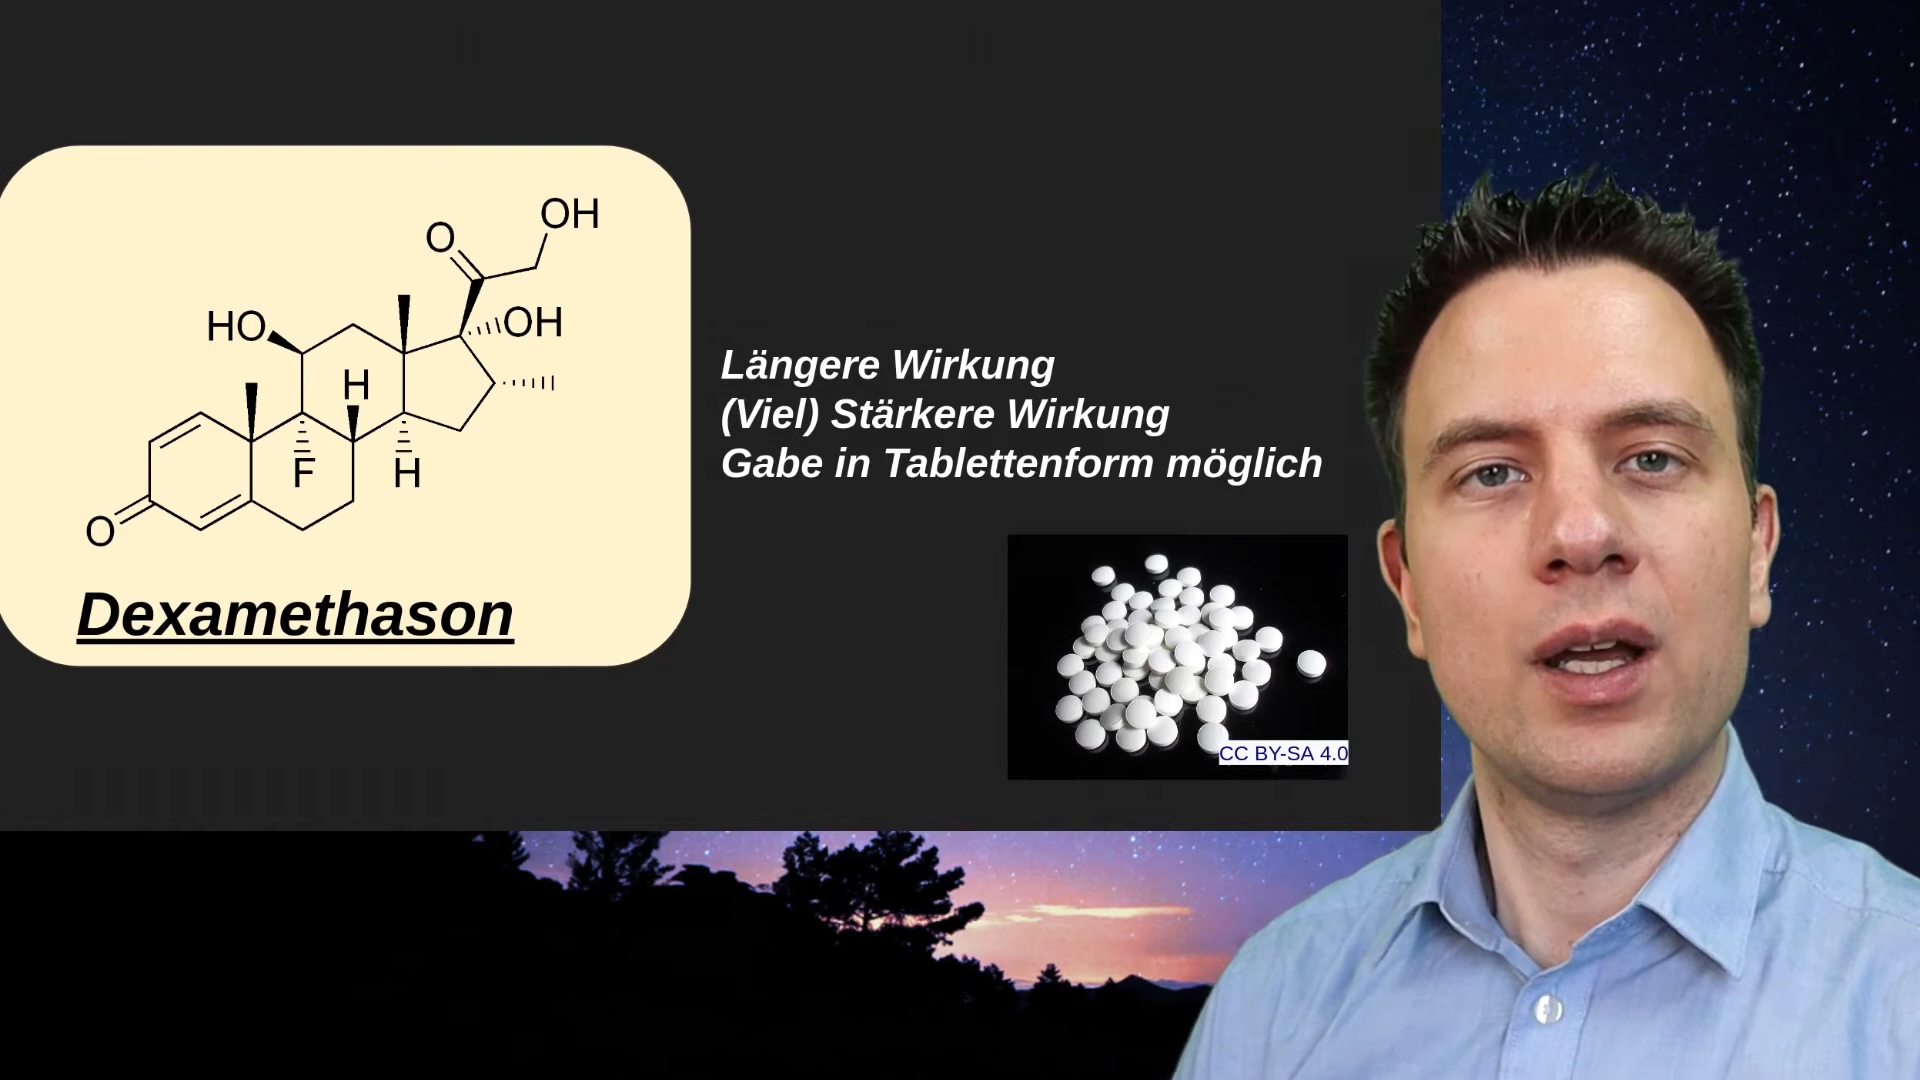 OH
O
HO
OH
H
F
H
O
Dexamethason
Längere Wirkung
(Viel) Stärkere Wirkung
Gabe in Tablettenform möglich
CC BY-SA 4.0